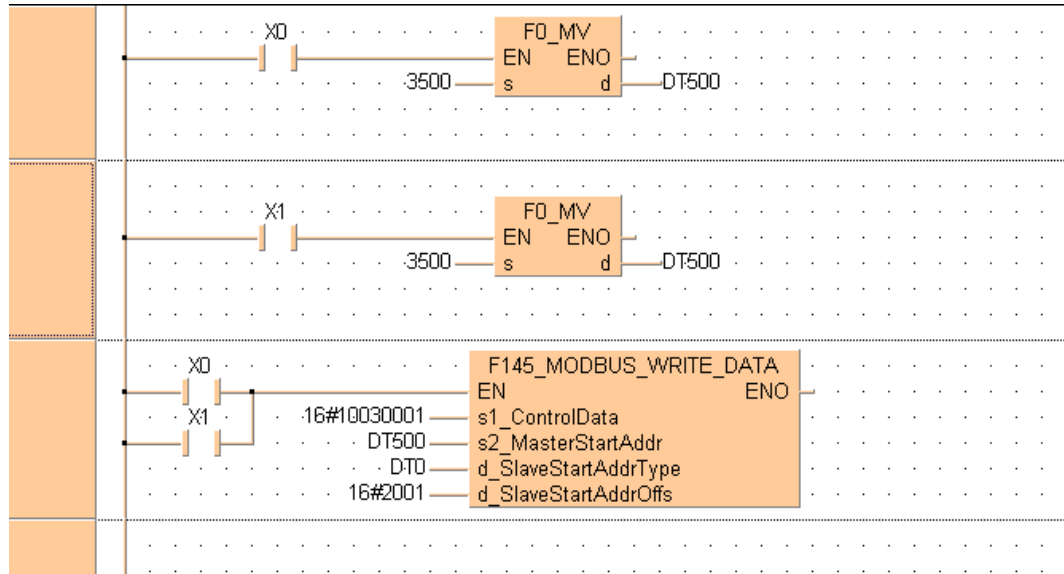 X0 F0_MV
EN ENO
3500 s d DT500
X1 F0_MV
EN ENO
3500 s d DT500
X0 F145_MODBUS_WRITE_DATA
EN ENO
X1 16#10030001 s1_ControlData
DT500 s2_MasterStartAddr
DT0 d_SlaveStartAddrType
16#2001 d_SlaveStartAddrOffs